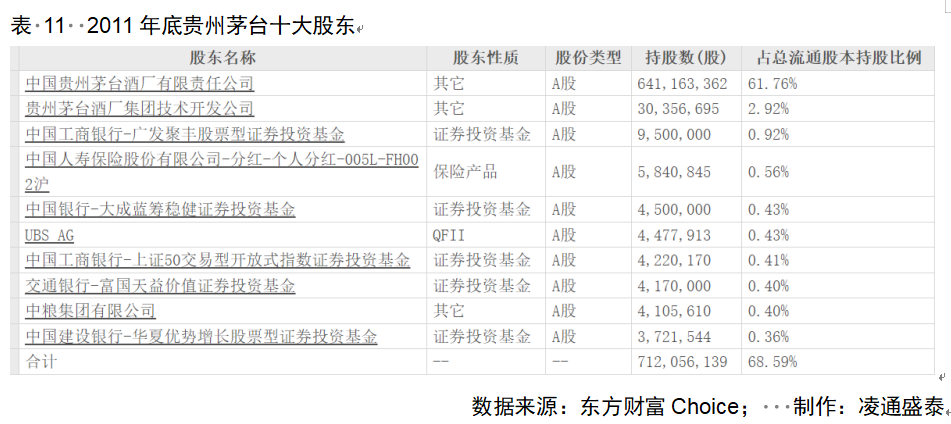 表 11 2011 年底贵州茅台十大股东
股东名称 股东性质 股份类型 持股数(股) 占总流通股本持股比例
中国贵州茅台酒厂有限责任公司 其它 A股 641,163,362 61.76%
贵州茅台酒厂集团技术开发公司 其它 A股 30,356,695 2.92%
中国工商银行-广发聚丰股票型证券投资基金 证券投资基金 A股 9,500,000 0.92%
中国人寿保险股份有限公司-分红-个人分红-005L-FH00
2沪 保险产品 A股 5,840,845 0.56%
中国银行-大成蓝筹稳健证券投资基金 证券投资基金 A股 4,500,000 0.43%
UBS AG QFII A股 4,477,913 0.43%
中国工商银行-上证50交易型开放式指数证券投资基金 证券投资基金 A股 4,220,170 0.41%
交通银行-富国天益价值证券投资基金 证券投资基金 A股 4,170,000 0.40%
中粮集团有限公司 其它 A股 4,105,610 0.40%
中国建设银行-华夏优势增长股票型证券投资基金 证券投资基金 A股 3,721,544 0.36%
合计 -- -- 712,056,139 68.59%
数据来源：东方财富 Choice； 制作：凌通盛泰